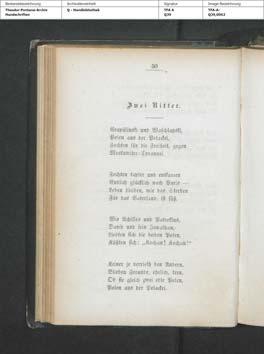 Bestandsbezeichnung
Archivalieneinheit
Signatur
Image-Bezeichnung
Theodor-Fontane-Archiv
Handschriften
Q - Handbibliothek
TFA A
Q39
TFA-A-
Q39_0063
50
Zwei Ritter.
Crapülinski und Waschlapski,
Polen aus der Polackei,
Fochten für die Freiheit, gegen
Moskowiter-Tyrannei.
Fochten tapfer und entkamen
Endlich glücklich nach Paris —
Leben bleiben, wie das Sterben
Für das Vaterland, ist süß.
Wie Achilles und Patroklus,
David und sein Jonathan,
Liebten sich die beiden Polen,
Küßten sich: „Kochan! Kochan!"
Keiner je verrieth den Andern,
Blieben Freunde, ehrlich, treu,
Ob sie gleich zwei edle Polen,
Polen aus der Polackei.